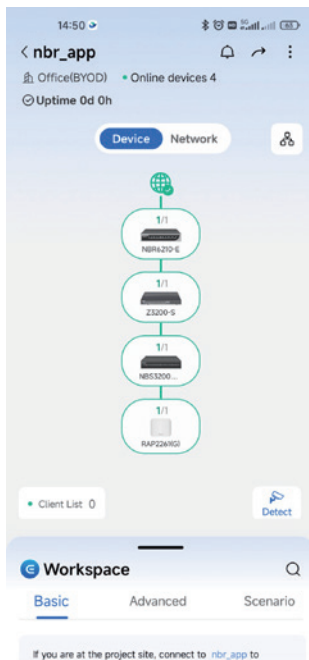 14:50
5G
60
nbr_app
Office(BYOD) • Online devices 4
Uptime 0d 0h
Device Network
1/1
NBR6210-E
1/1
Z3200-S
1/1
NBS3200...
1/1
RAP2261(G)
• Client List 0
Detect
Workspace
Basic Advanced Scenario
If you are at the project site, connect to nbr_app to